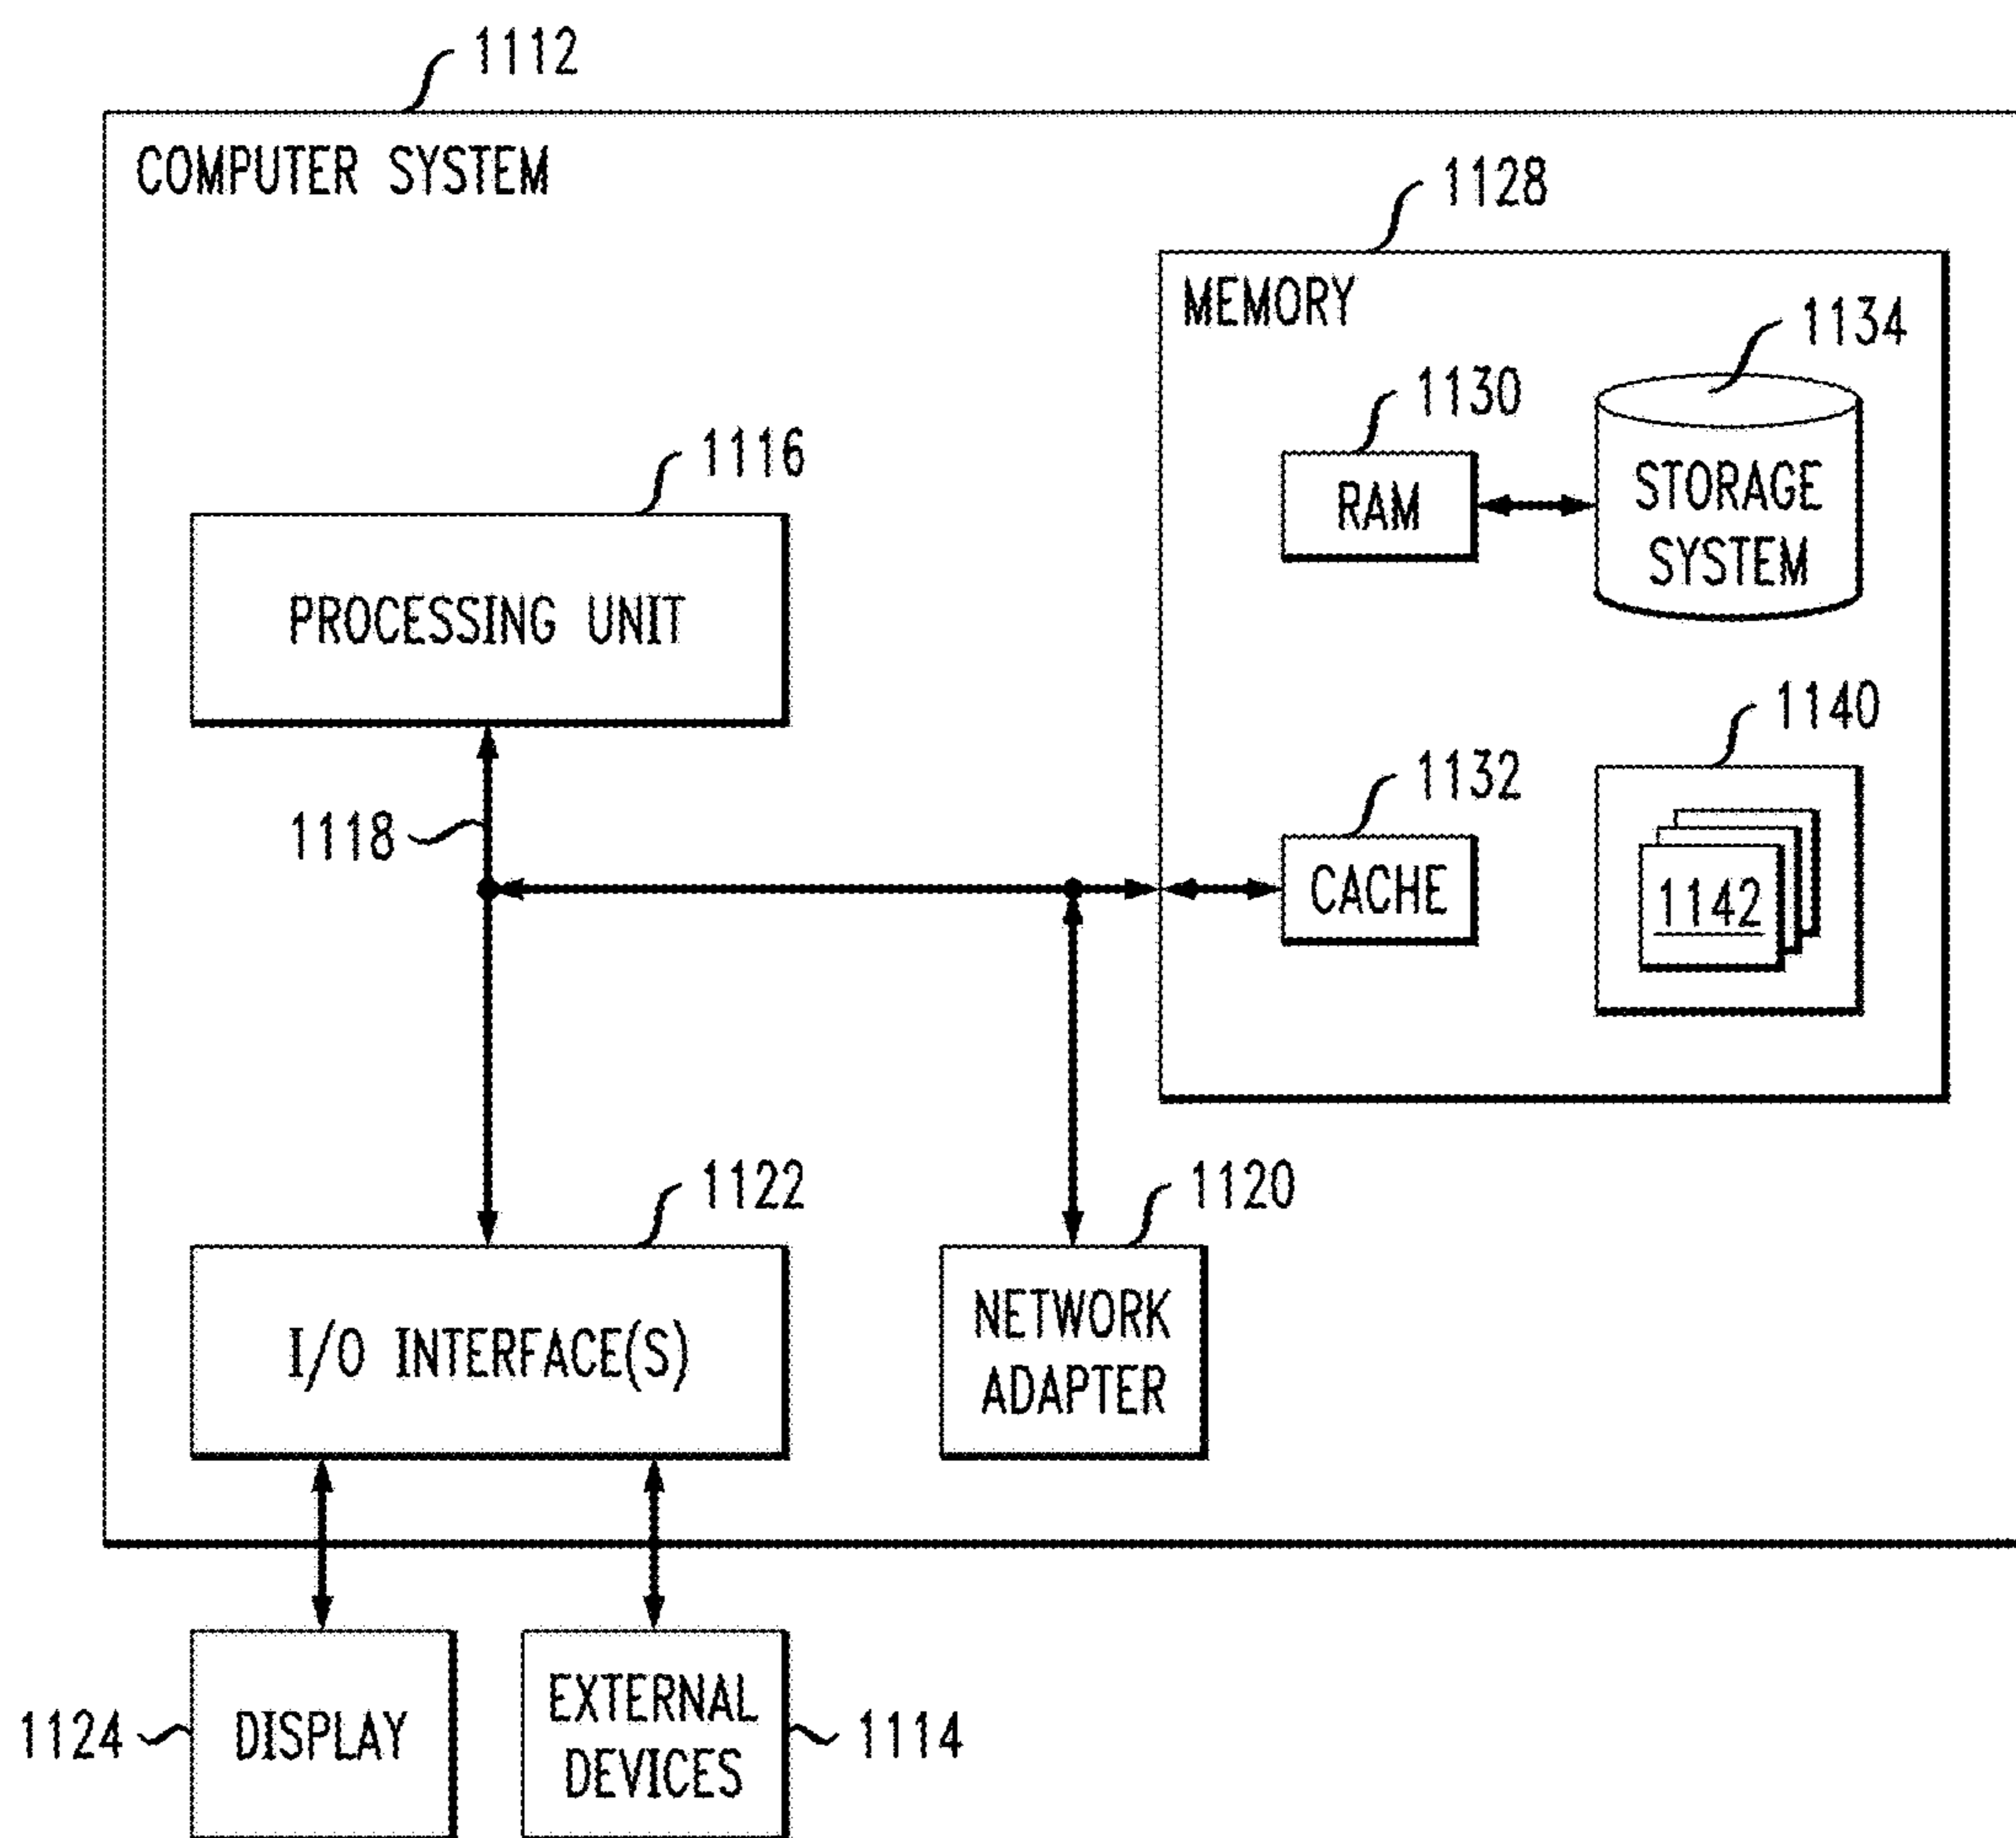 1112
COMPUTER SYSTEM
1128
MEMORY
1134
1130
RAM
STORAGE
SYSTEM
1116
PROCESSING UNIT
1140
1132
1118
CACHE
1142
1122
1120
I/O INTERFACE(S)
NETWORK
ADAPTER
1124
DISPLAY
EXTERNAL
DEVICES
1114